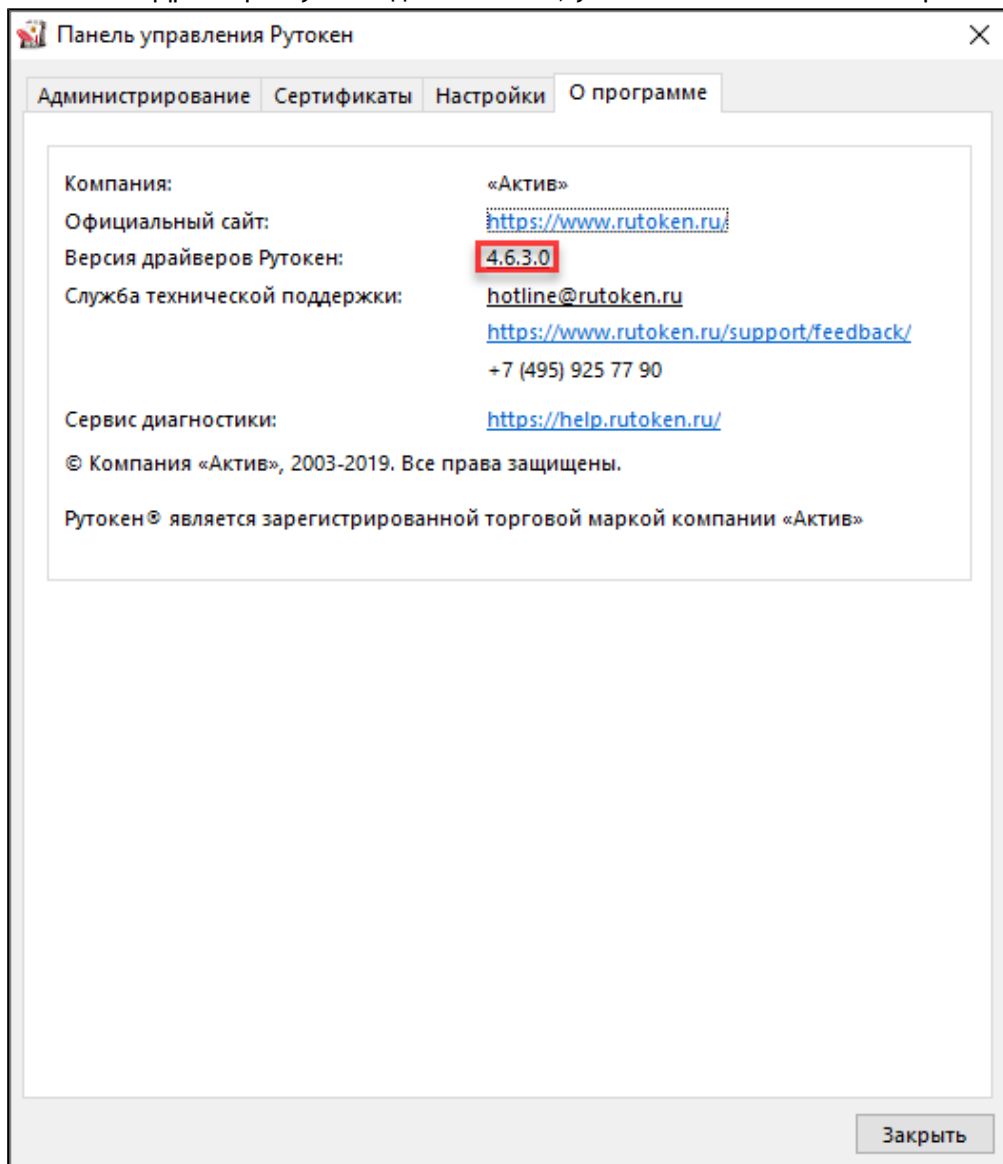 Панель управления Рутокен
Администрирование Сертификаты Настройки О программе
Компания: «Актив»
Официальный сайт: https://www.rutoken.ru/
Версия драйверов Рутокен: 4.6.3.0
Служба технической поддержки: hotline@rutoken.ru
https://www.rutoken.ru/support/feedback/
+7 (495) 925 77 90
Сервис диагностики: https://help.rutoken.ru/
© Компания «Актив», 2003-2019. Все права защищены.
Рутокен® является зарегистрированной торговой маркой компании «Актив»
Закрыть